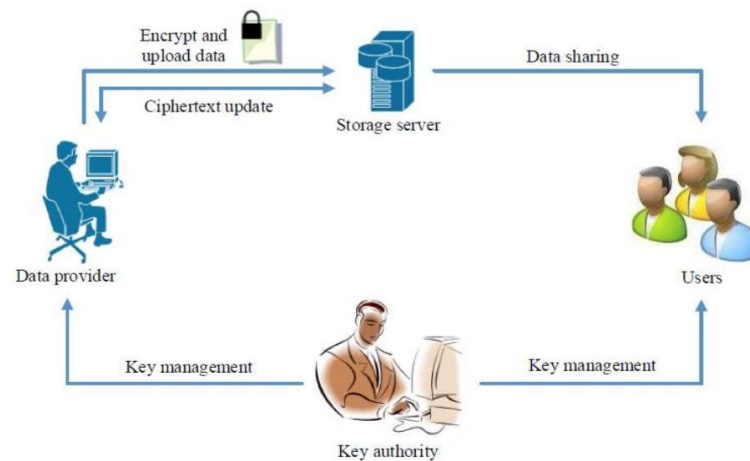 Encrypt and
upload data
Data sharing
Ciphertext update
Storage server
Data provider
Users
Key management
Key management
Key authority